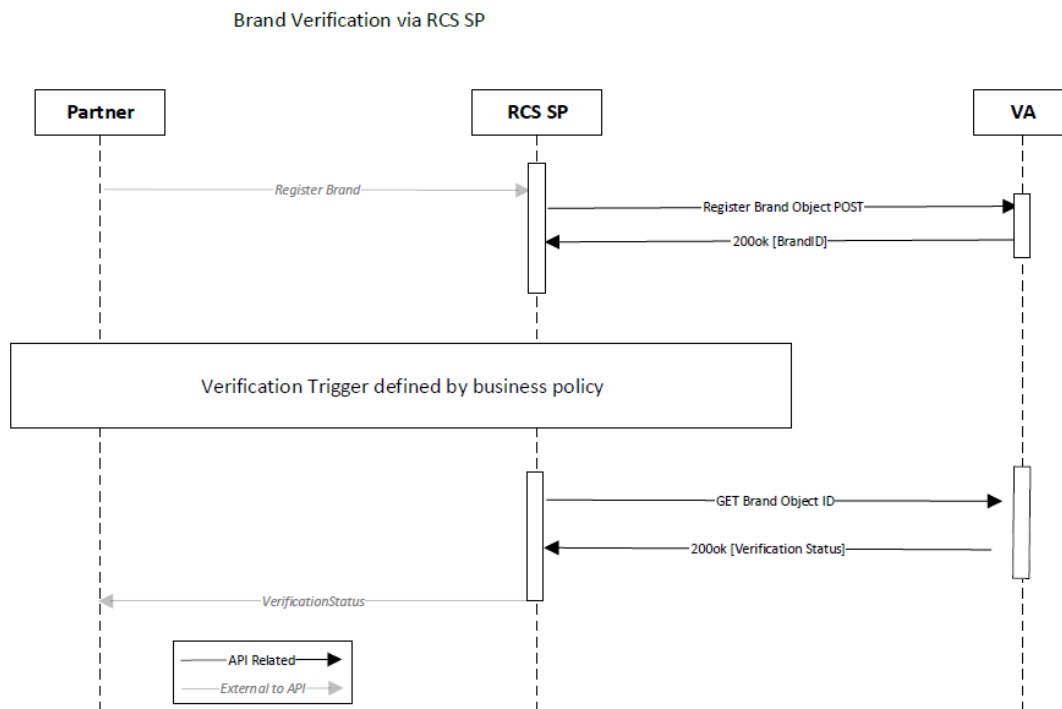 Brand Verification via RCS SP
Partner
RCS SP
VA
Register Brand
Register Brand Object POST
200ok [BrandID]
Verification Trigger defined by business policy
GET Brand Object ID
200ok [Verification Status]
VerificationStatus
API Related
External to API